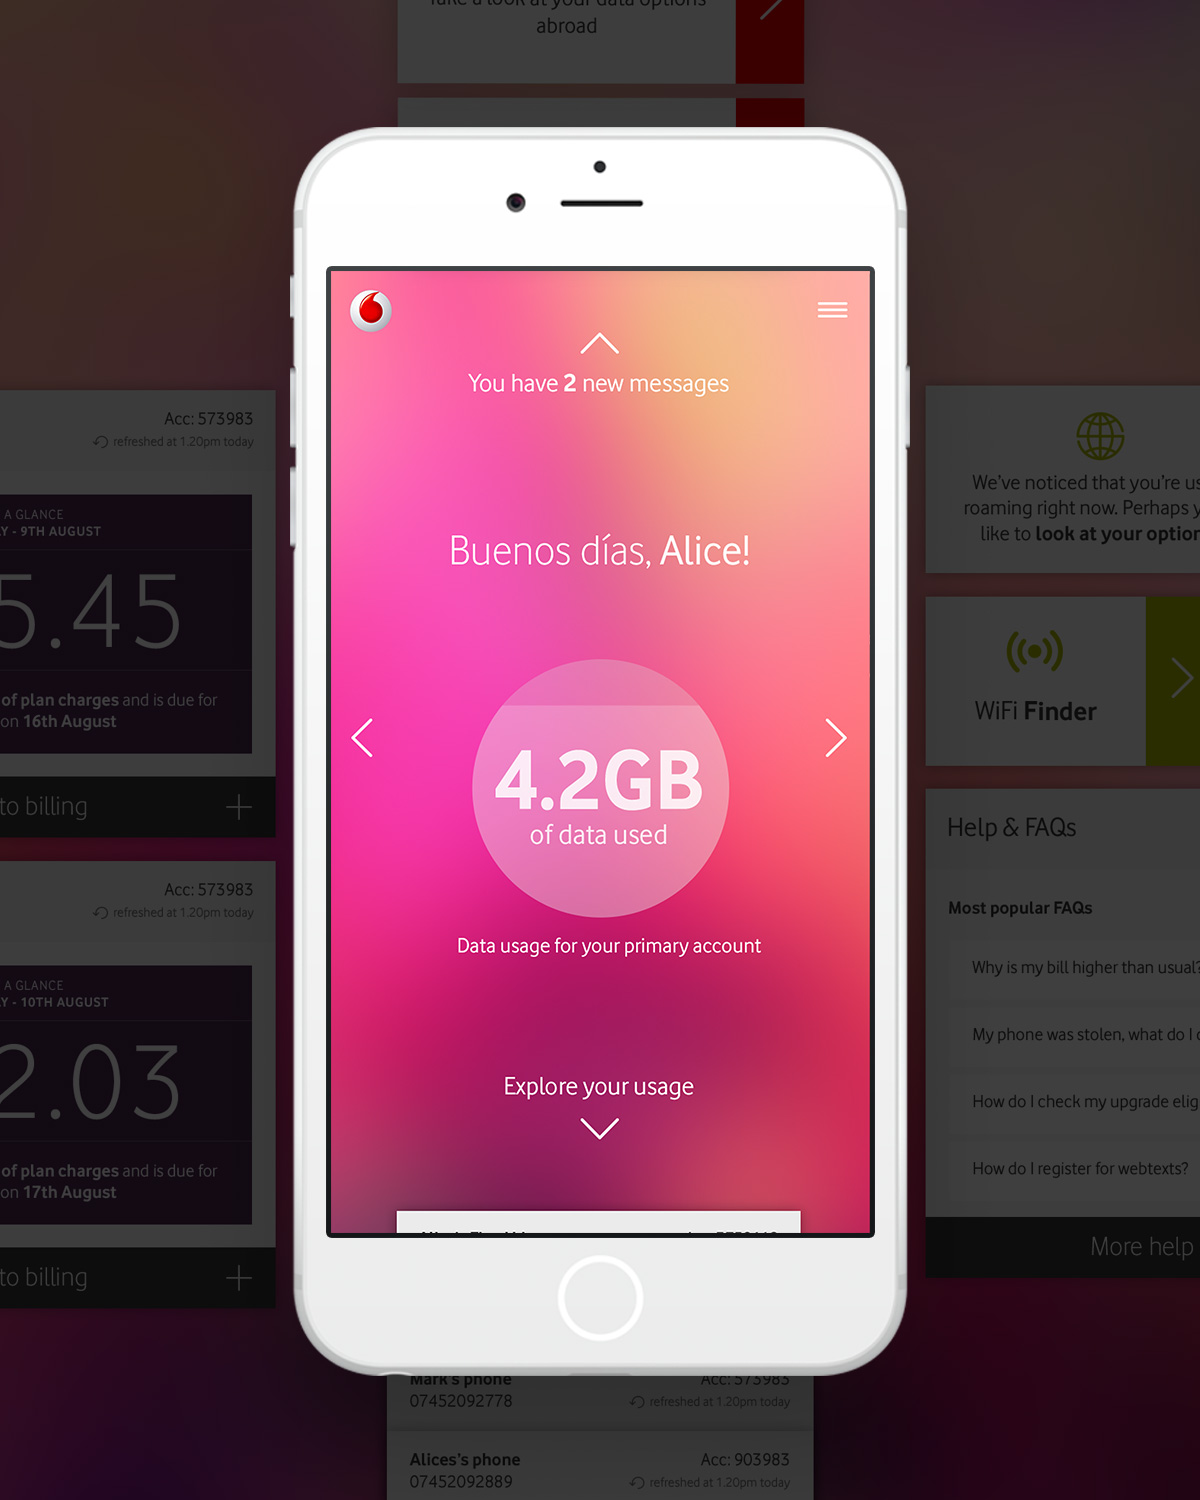 Take a look at your data options
abroad
You have 2 new messages
Buenos días, Alice!
4.2GB
of data used
Data usage for your primary account
Explore your usage
Acc: 573983
refreshed at 1.20pm today
A GLANCE
Y - 9TH AUGUST
5.45
of plan charges and is due for
on 16th August
to billing
Acc: 573983
refreshed at 1.20pm today
A GLANCE
Y - 10TH AUGUST
2.03
of plan charges and is due for
on 17th August
to billing
We've noticed that you're us
roaming right now. Perhaps y
like to look at your option
WiFi Finder
Help & FAQs
Most popular FAQs
Why is my bill higher than usual?
My phone was stolen, what do I
How do I check my upgrade elig
How do I register for webtexts?
More help
Mark's phone
Acc: 573983
07452092778
refreshed at 1.20pm today
Alices's phone
Acc: 903983
07452092889
refreshed at 1.20pm today